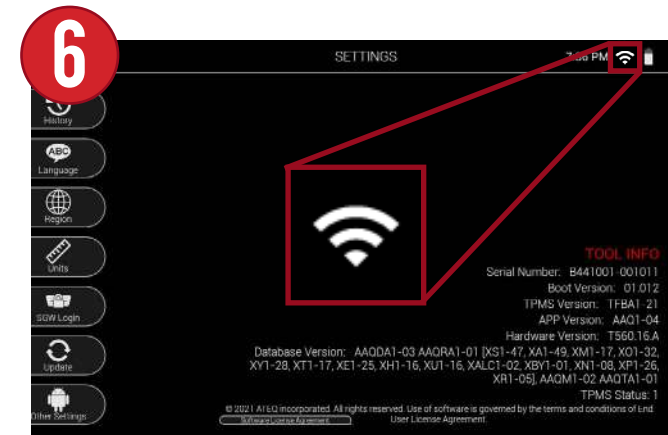 6
SETTINGS
PM
History
ABC
Language
Region
Units
SGW Login
Update
Other Settings
TOOL INFO
Serial Number: B441001-001011
Boot Version: 01.012
TPMS Version: TFBA1-21
APP Version: AAQ1-04
Hardware Version: T560.16.A
Database Version: AAQDA1-03 AAQRA1-01 [XS1-47, XA1-49, XM1-17, XO1-32,
XY1-28, XT1-17, XE1-25, XH1-16, XU1-16, XALC1-02, XBY1-01, XN1-08, XP1-26,
XR1-05], AAQM1-02 AAQTA1-01
TPMS Status: 1
© 2021 ATEQ incorporated. All rights reserved. Use of software is governed by the terms and conditions of End
Software License Agreement
User License Agreement.